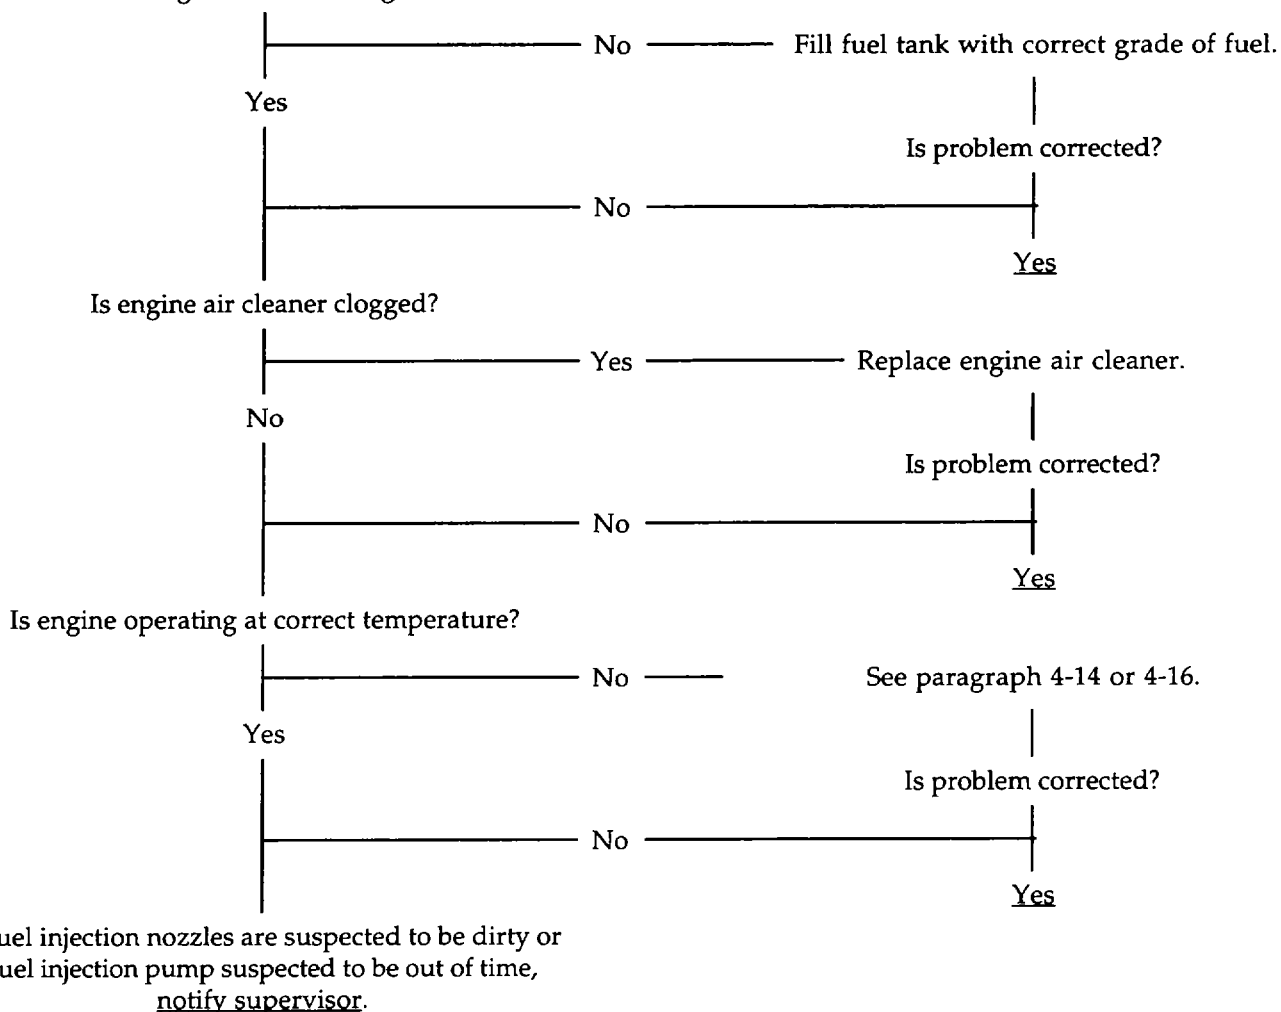 No Fill fuel tank with correct grade of fuel.
Yes
Is problem corrected?
No
Yes
Is engine air cleaner clogged?
Yes Replace engine air cleaner.
No
Is problem corrected?
No
Yes
Is engine operating at correct temperature?
No See paragraph 4-14 or 4-16.
Yes
Is problem corrected?
No
Yes
uel injection nozzles are suspected to be dirty or
uel injection pump suspected to be out of time,
notify supervisor.